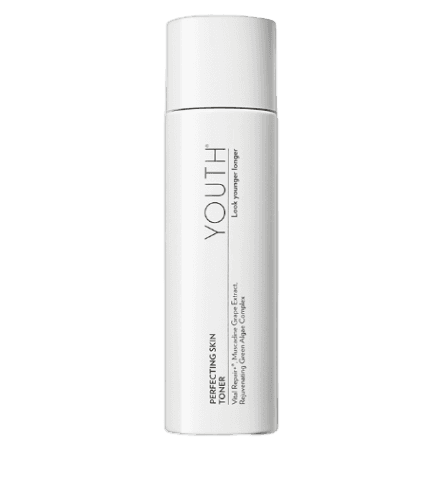 YOUTH®
Look younger longer
PERFECTING SKIN
TONER
Vital Repair+®, Muscadine Grape Extract,
Rejuvenating Green Algae Complex